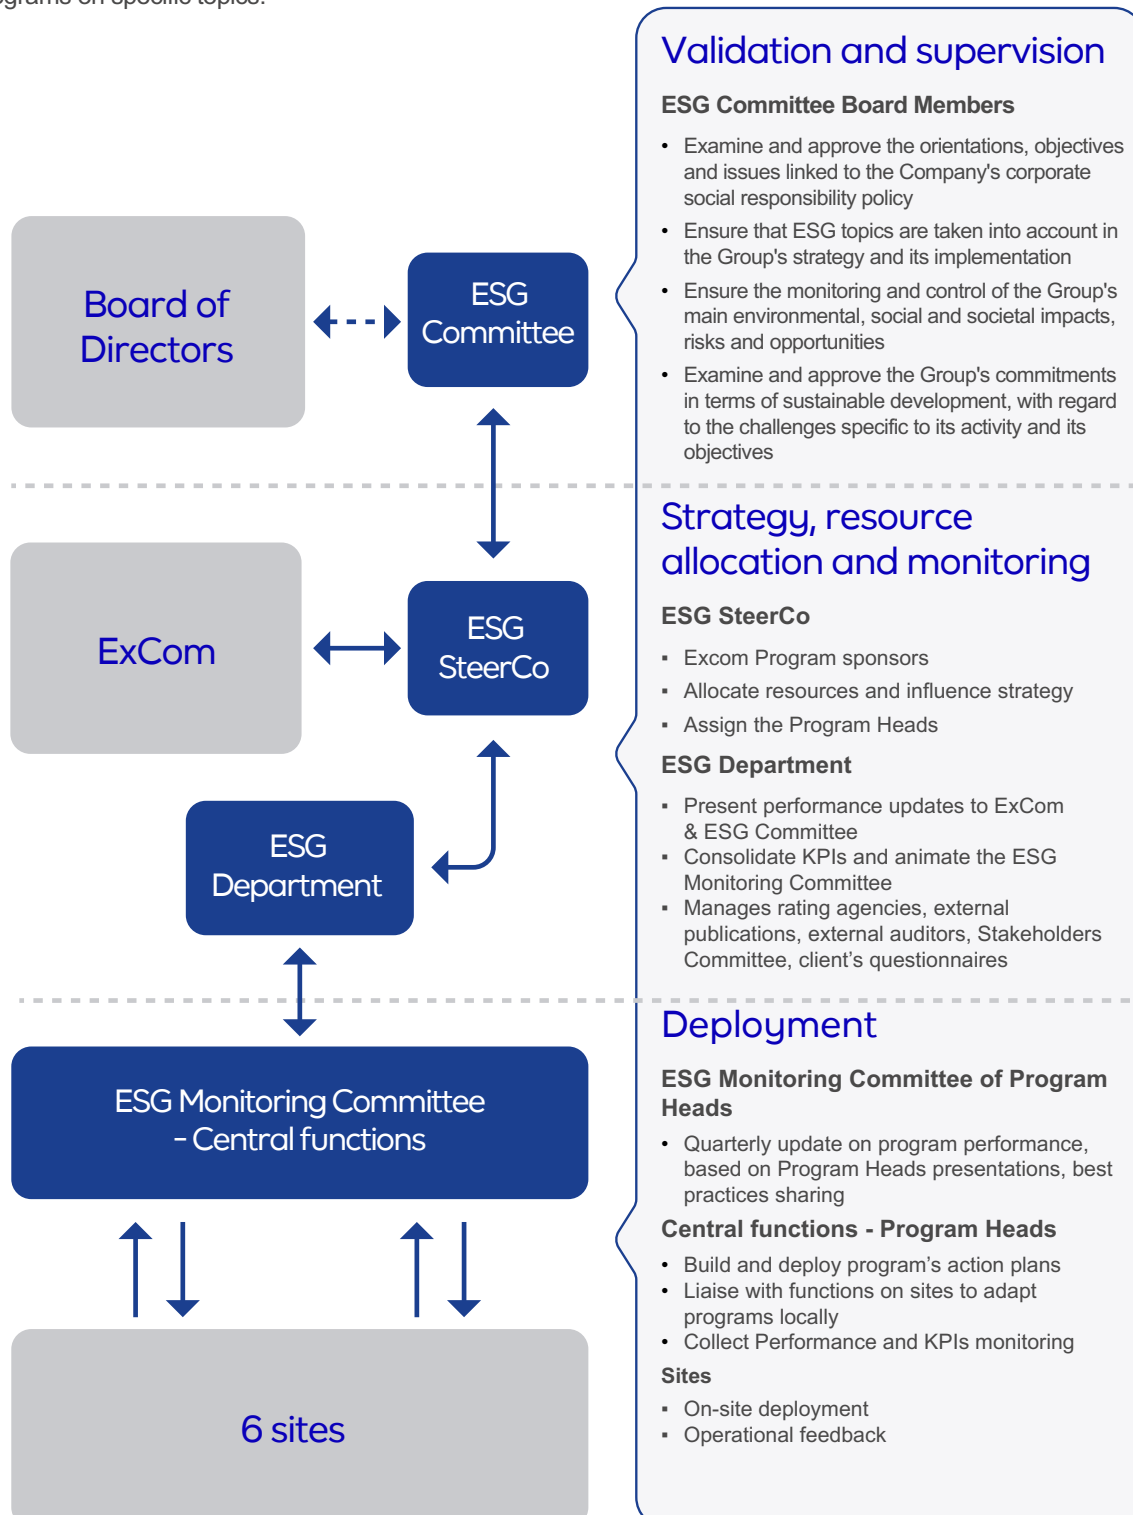 programs on specific topics.
Validation and supervision
ESG Committee Board Members
• Examine and approve the orientations, objectives
and issues linked to the Company's corporate
social responsibility policy
• Ensure that ESG topics are taken into account in
the Group's strategy and its implementation
• Ensure the monitoring and control of the Group's
main environmental, social and societal impacts,
risks and opportunities
• Examine and approve the Group's commitments
in terms of sustainable development, with regard
to the challenges specific to its activity and its
objectives
Board of
Directors
ESG
Committee
Strategy, resource
allocation and monitoring
ESG SteerCo
▪ Excom Program sponsors
▪ Allocate resources and influence strategy
▪ Assign the Program Heads
ESG Department
▪ Present performance updates to ExCom
& ESG Committee
▪ Consolidate KPIs and animate the ESG
Monitoring Committee
▪ Manages rating agencies, external
publications, external auditors, Stakeholders
Committee, client’s questionnaires
ExCom
ESG
SteerCo
ESG
Department
Deployment
ESG Monitoring Committee of Program
Heads
• Quarterly update on program performance,
based on Program Heads presentations, best
practices sharing
Central functions - Program Heads
• Build and deploy program’s action plans
• Liaise with functions on sites to adapt
programs locally
• Collect Performance and KPIs monitoring
Sites
▪ On-site deployment
▪ Operational feedback
ESG Monitoring Committee
- Central functions
6 sites